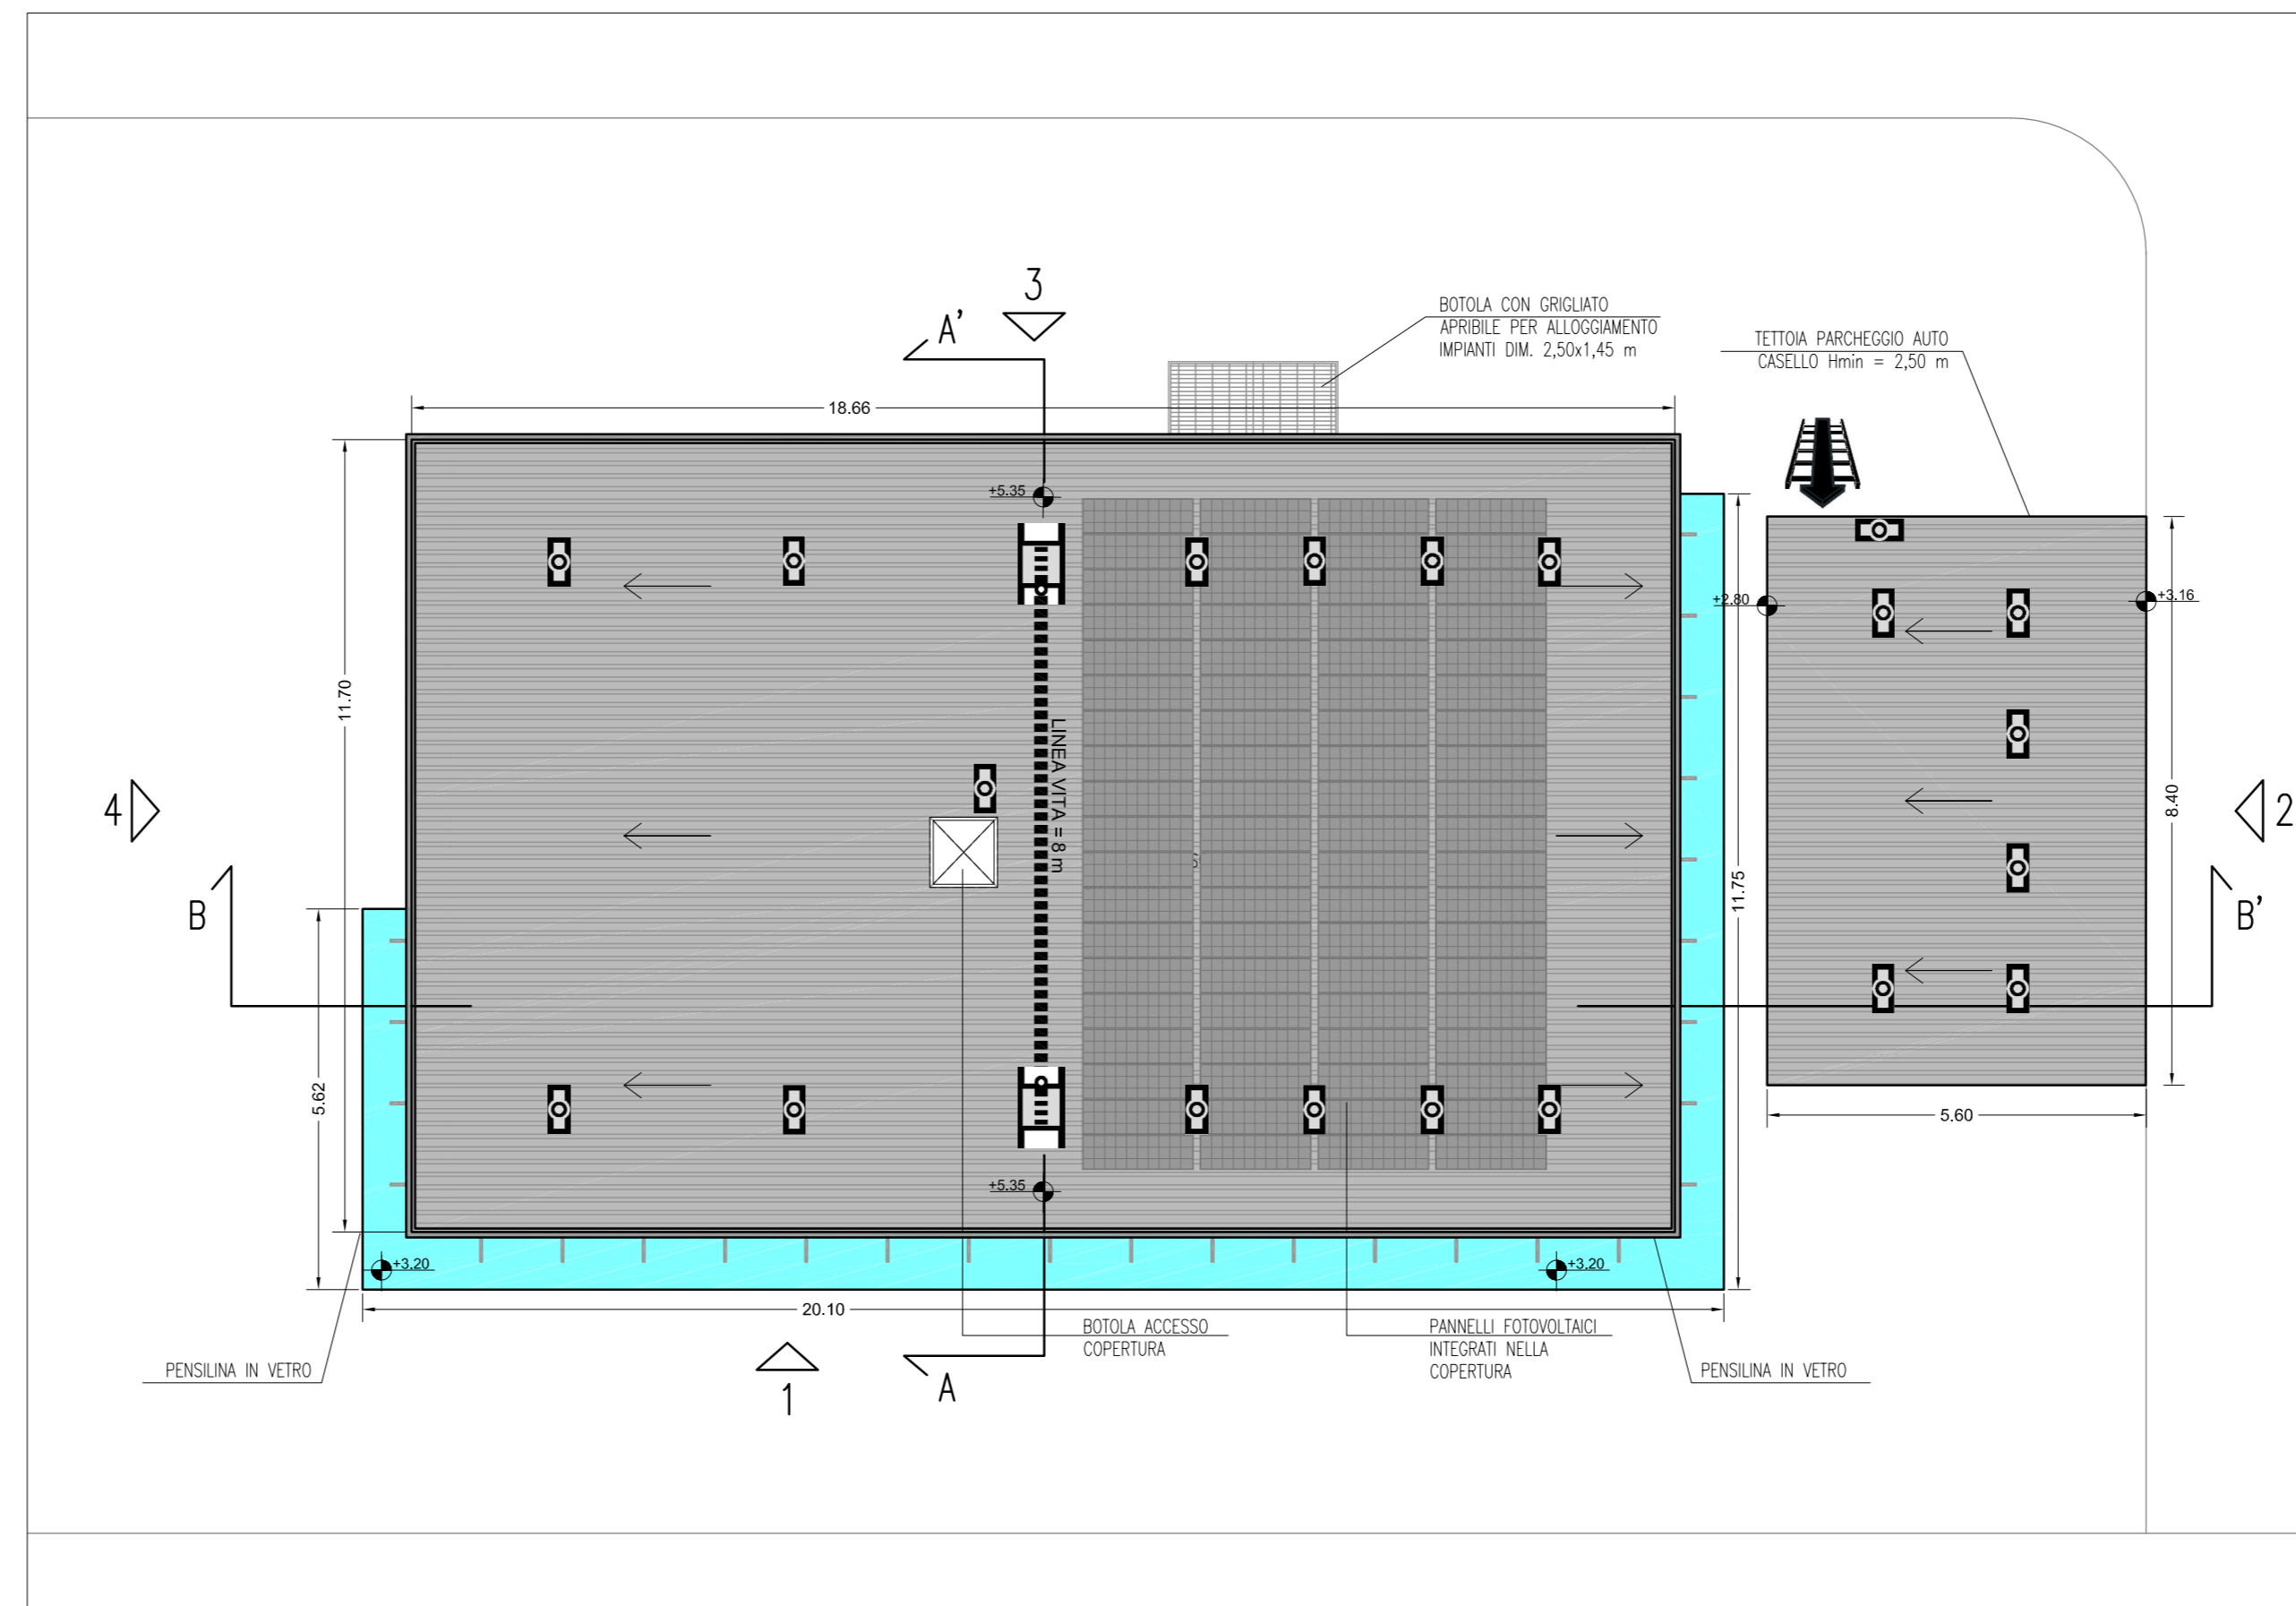 3
A'
BOTOLA CON GRIGLIATO
APRIBILE PER ALLOGGIAMENTO
IMPIANTI DIM. 2,50x1,45 m
TETTOIA PARCHEGGIO AUTO
CASELLO Hmin = 2,50 m
18.66
+5.35
+2.80
+3.16
11.70
LINEA VITA = 8 m
4
2
8.40
11.75
B
B'
5.62
5.60
+5.35
+3.20
+3.20
20.10
BOTOLA ACCESSO
COPERTURA
PANNELLI FOTOVOLTAICI
INTEGRATI NELLA
COPERTURA
PENSILINA IN VETRO
PENSILINA IN VETRO
1
A